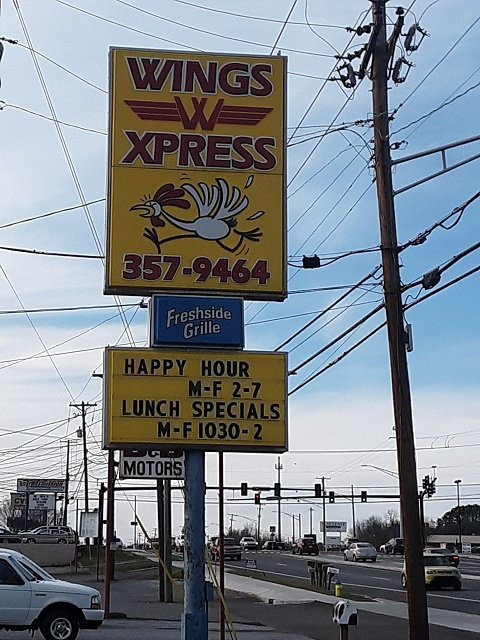 WINGS
W
XPRESS
357-9464
Freshside
Grille
HAPPY HOUR
M-F 2-7
LUNCH SPECIALS
M-F 1030-2
MOTORS